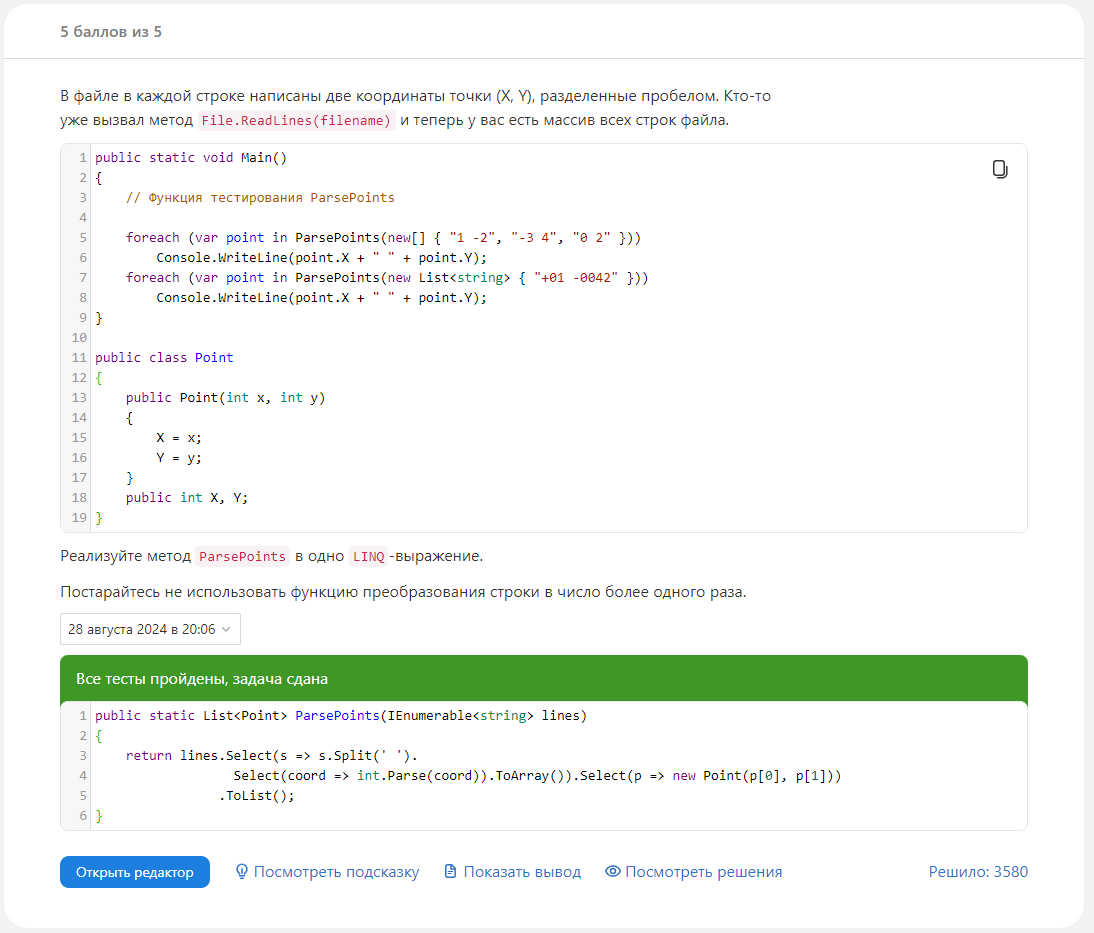 5 баллов из 5
В файле в каждой строке написаны две координаты точки (X, Y), разделенные пробелом. Кто-то
уже вызвал метод File.ReadLines(filename) и теперь у вас есть массив всех строк файла.
1 public static void Main()
2 {
3     // Функция тестирования ParsePoints
4
5     foreach (var point in ParsePoints(new[] { "1 -2", "-3 4", "0 2" }))
6         Console.WriteLine(point.X + " " + point.Y);
7     foreach (var point in ParsePoints(new List<string> { "+01 -0042" }))
8         Console.WriteLine(point.X + " " + point.Y);
9 }
10
11 public class Point
12 {
13     public Point(int x, int y)
14     {
15         X = x;
16         Y = y;
17     }
18     public int X, Y;
19 }
Реализуйте метод ParsePoints в одно LINQ-выражение.
Постарайтесь не использовать функцию преобразования строки в число более одного раза.
28 августа 2024 в 20:06
Все тесты пройдены, задача сдана
1 public static List<Point> ParsePoints(IEnumerable<string> lines)
2 {
3     return lines.Select(s => s.Split(' ').
4                   Select(coord => int.Parse(coord)).ToArray()).Select(p => new Point(p[0], p[1]))
5                 .ToList();
6 }
Открыть редактор Посмотреть подсказку Показать вывод Посмотреть решения Решило: 3580